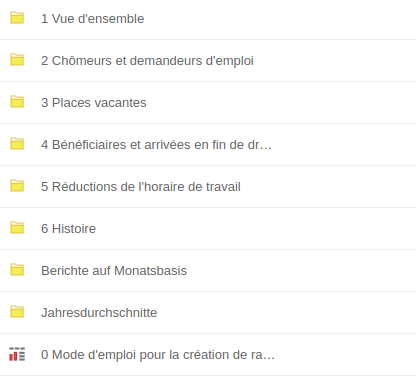 1 Vue d'ensemble
2 Chômeurs et demandeurs d'emploi
3 Places vacantes
4 Bénéficiaires et arrivées en fin de dr…
5 Réductions de l'horaire de travail
6 Histoire
Berichte auf Monatsbasis
Jahresdurchschnitte
0 Mode d'emploi pour la création de ra…